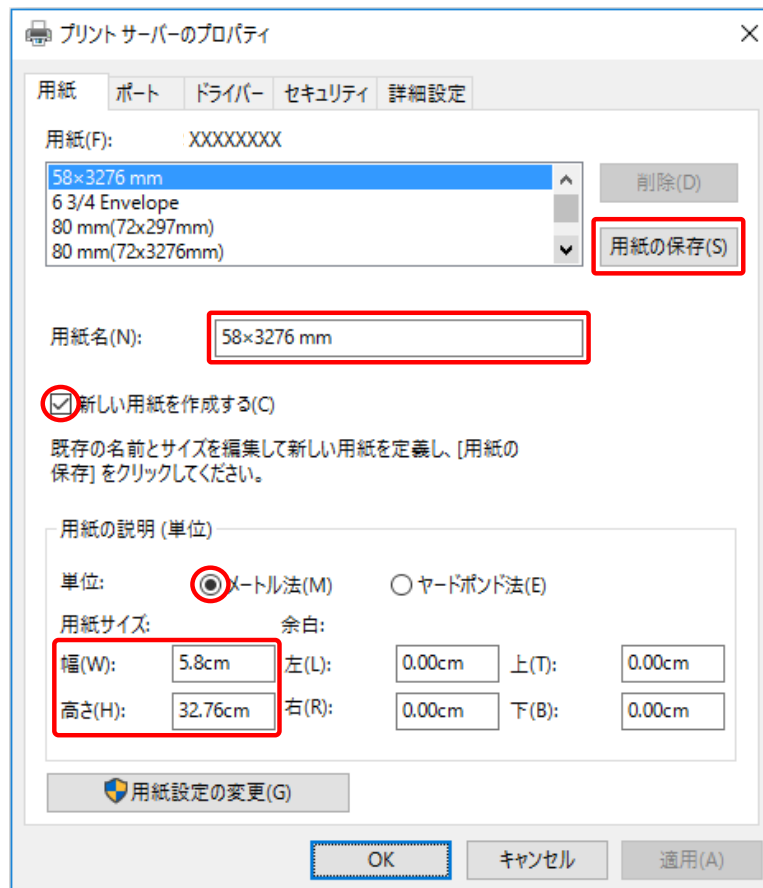 プリント サーバーのプロパティ
用紙 ポート ドライバー セキュリティ 詳細設定
用紙(F): XXXXXXXX
58×3276 mm
6 3/4 Envelope
80 mm(72x297mm)
80 mm(72x3276mm)
削除(D)
用紙の保存(S)
用紙名(N): 58×3276 mm
新しい用紙を作成する(C)
既存の名前とサイズを編集して新しい用紙を定義し、[用紙の
保存] をクリックしてください。
用紙の説明 (単位)
単位: メートル法(M) ヤードポンド法(E)
用紙サイズ: 余白:
幅(W): 5.8cm 左(L): 0.00cm 上(T): 0.00cm
高さ(H): 32.76cm 右(R): 0.00cm 下(B): 0.00cm
用紙設定の変更(G)
OK キャンセル 適用(A)